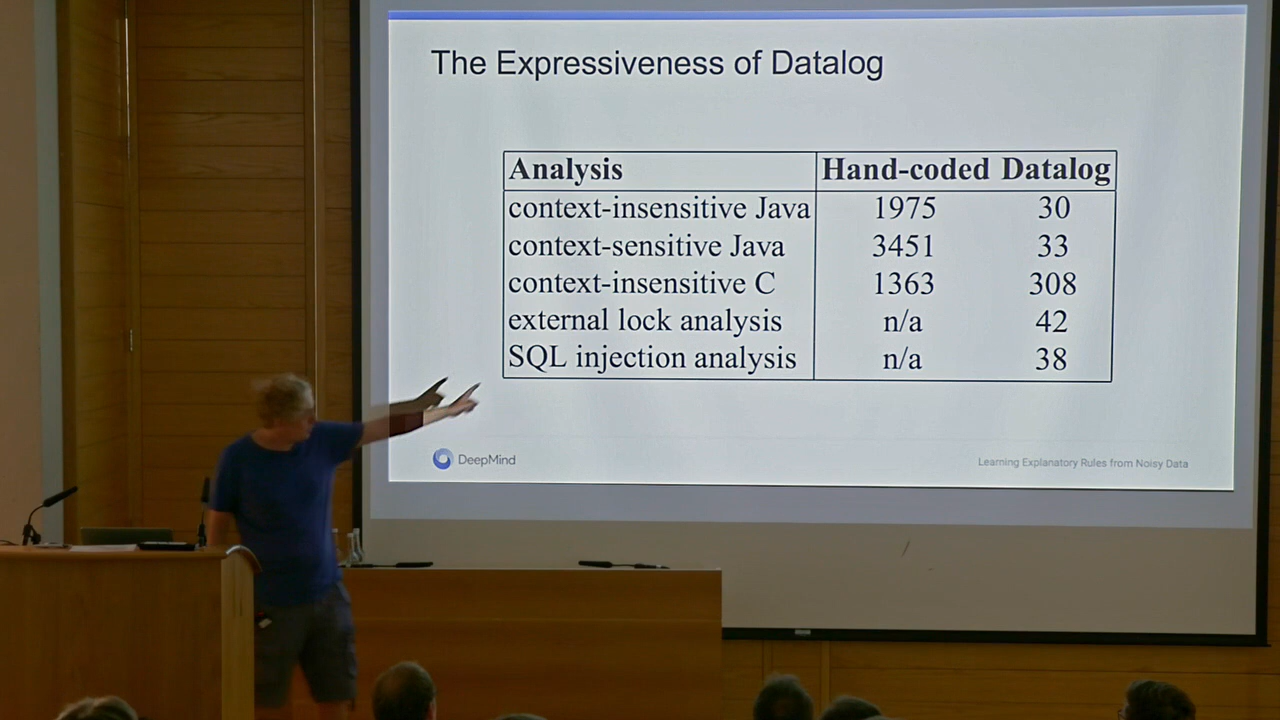 The Expressiveness of Datalog
Analysis Hand-coded Datalog
context-insensitive Java 1975 30
context-sensitive Java 3451 33
context-insensitive C 1363 308
external lock analysis n/a 42
SQL injection analysis n/a 38
DeepMind Learning Explanatory Rules from Noisy Data